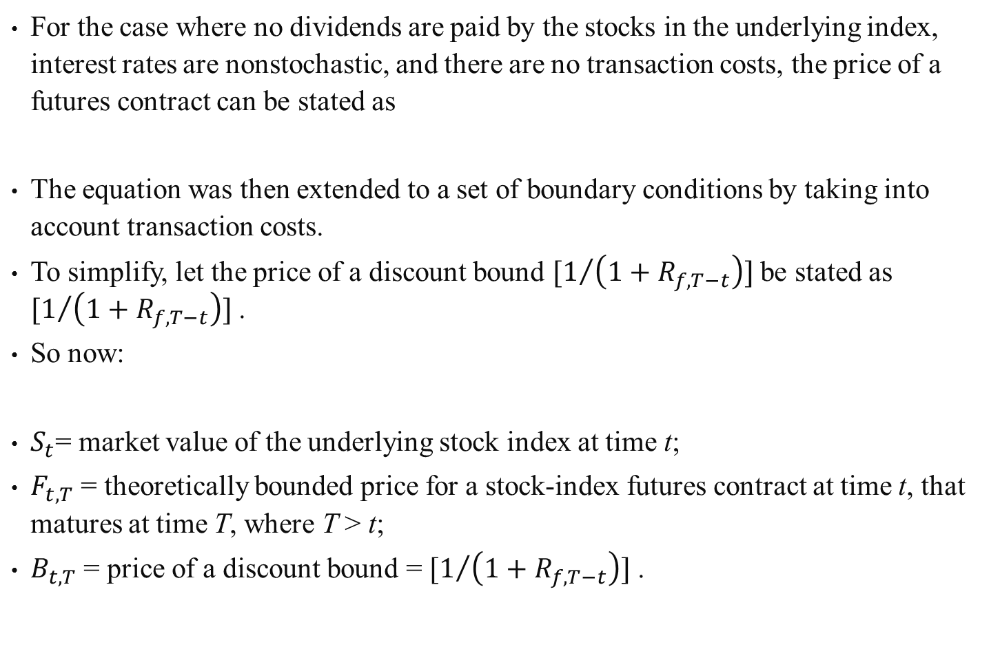 • For the case where no dividends are paid by the stocks in the underlying index,
interest rates are nonstochastic, and there are no transaction costs, the price of a
futures contract can be stated as
• The equation was then extended to a set of boundary conditions by taking into
account transaction costs.
• To simplify, let the price of a discount bound [1/(1 + R_{f,T−t})] be stated as
[1/(1 + R_{f,T−t})] .
• So now:
• S_t= market value of the underlying stock index at time t;
• F_{t,T} = theoretically bounded price for a stock-index futures contract at time t, that
matures at time T, where T > t;
• B_{t,T} = price of a discount bound = [1/(1 + R_{f,T−t})] .